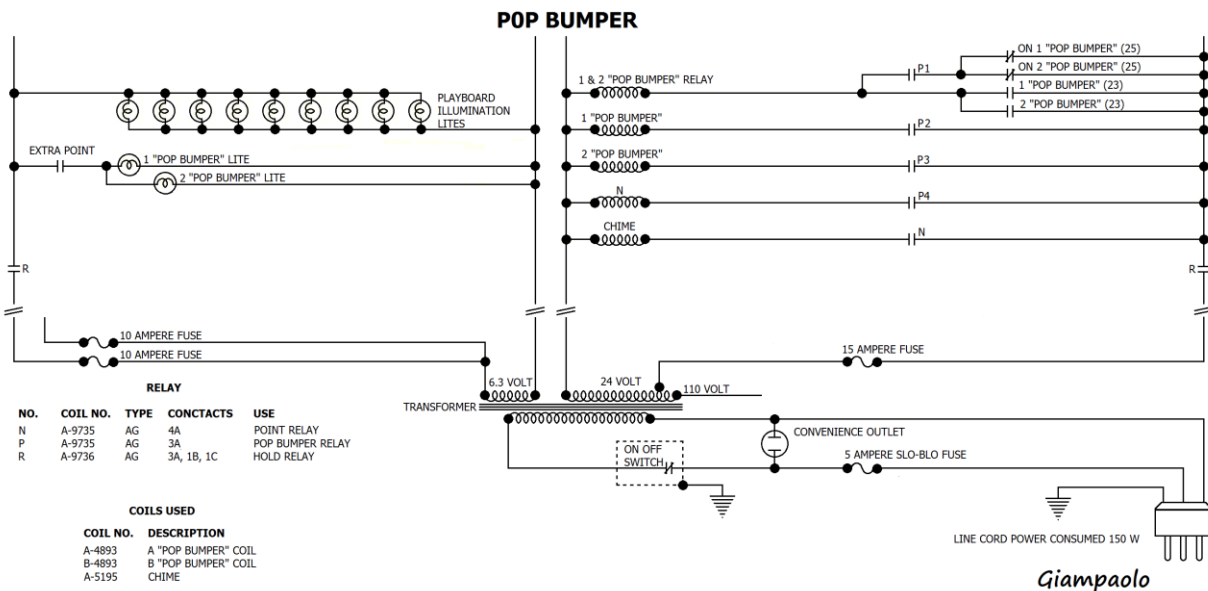 POP BUMPER
PLAYBOARD
ILLUMINATION
LITES
EXTRA POINT
1 "POP BUMPER" LITE
2 "POP BUMPER" LITE
R
1 & 2 "POP BUMPER" RELAY
1 "POP BUMPER"
2 "POP BUMPER"
N
CHIME
P1
P2
P3
P4
N
ON 1 "POP BUMPER" (25)
ON 2 "POP BUMPER" (25)
1 "POP BUMPER" (23)
2 "POP BUMPER" (23)
R
10 AMPERE FUSE
10 AMPERE FUSE
15 AMPERE FUSE
6.3 VOLT
24 VOLT
110 VOLT
TRANSFORMER
ON OFF
SWITCH
CONVENIENCE OUTLET
5 AMPERE SLO-BLO FUSE
LINE CORD POWER CONSUMED 150 W
RELAY
NO. COIL NO. TYPE CONCTACTS USE
N A-9735 AG 4A POINT RELAY
P A-9735 AG 3A POP BUMPER RELAY
R A-9736 AG 3A, 1B, 1C HOLD RELAY
COILS USED
COIL NO. DESCRIPTION
A-4893 A "POP BUMPER" COIL
B-4893 B "POP BUMPER" COIL
A-5195 CHIME
Giampaolo